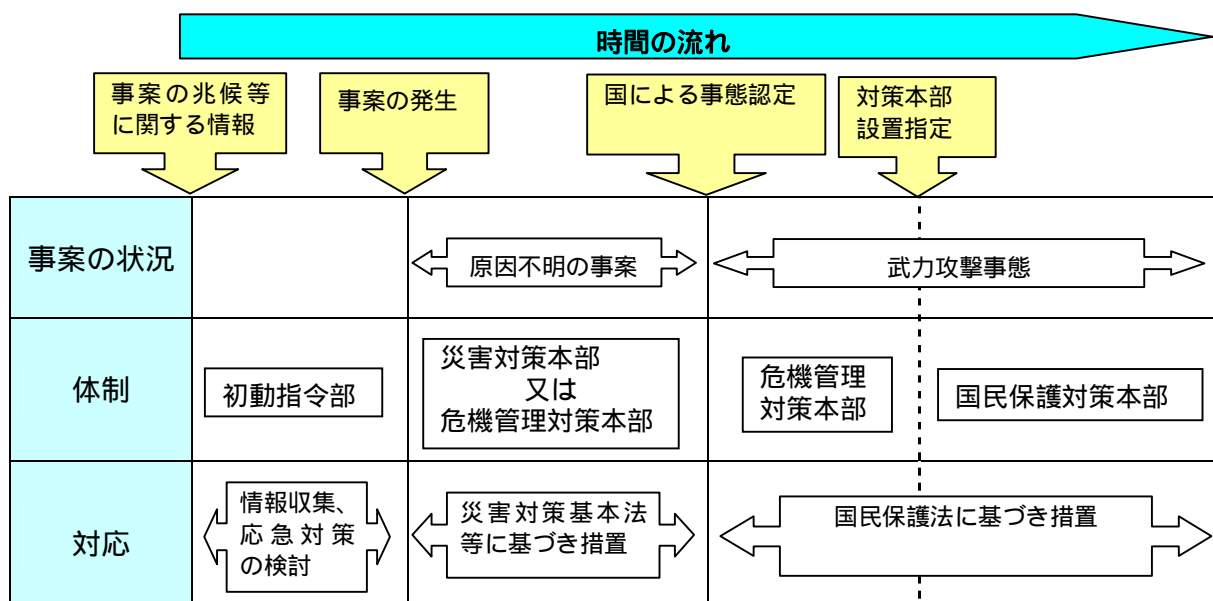 時間の流れ
事案の兆候等
に関する情報
事案の発生
国による事態認定
対策本部
設置指定
事案の状況
原因不明の事案
武力攻撃事態
体制
初動指令部
災害対策本部
又は
危機管理対策本部
危機管理
対策本部
国民保護対策本部
対応
情報収集、
応急対策
の検討
災害対策基本法
等に基づき措置
国民保護法に基づき措置